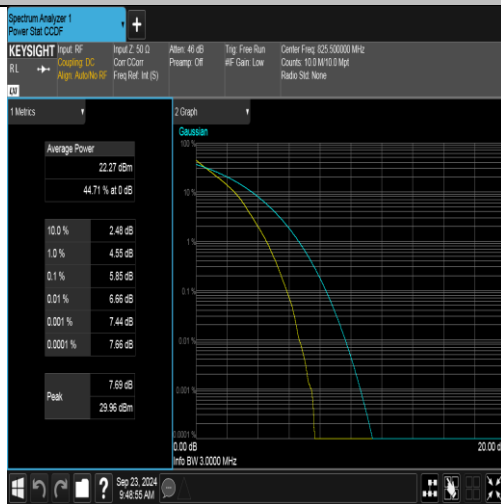 Spectrum Analyzer 1
Power Stat CCDF
+
KEYSIGHT
RL
LXI
Input: RF
Coupling: DC
Align: Auto/No RF
Input Z: 50 Ω
Corr CCorr
Freq Ref: Int (S)
Atten: 46 dB
Preamp: Off
Trig: Free Run
#IF Gain: Low
Center Freq: 825.500000 MHz
Counts: 10.0 M/10.0 Mpt
Radio Std: None
1 Metrics
Average Power
22.27 dBm
44.71 % at 0 dB
10.0 % 2.48 dB
1.0 % 4.55 dB
0.1 % 5.85 dB
0.01 % 6.66 dB
0.001 % 7.44 dB
0.0001 % 7.66 dB
Peak
7.69 dB
29.96 dBm
2 Graph
Gaussian
100 %
10 %
1 %
0.1 %
0.01 %
0.001 %
0.0001 %
0.00 dB
20.00 d
Info BW 3.0000 MHz
?
Sep 23, 2024
9:48:55 AM